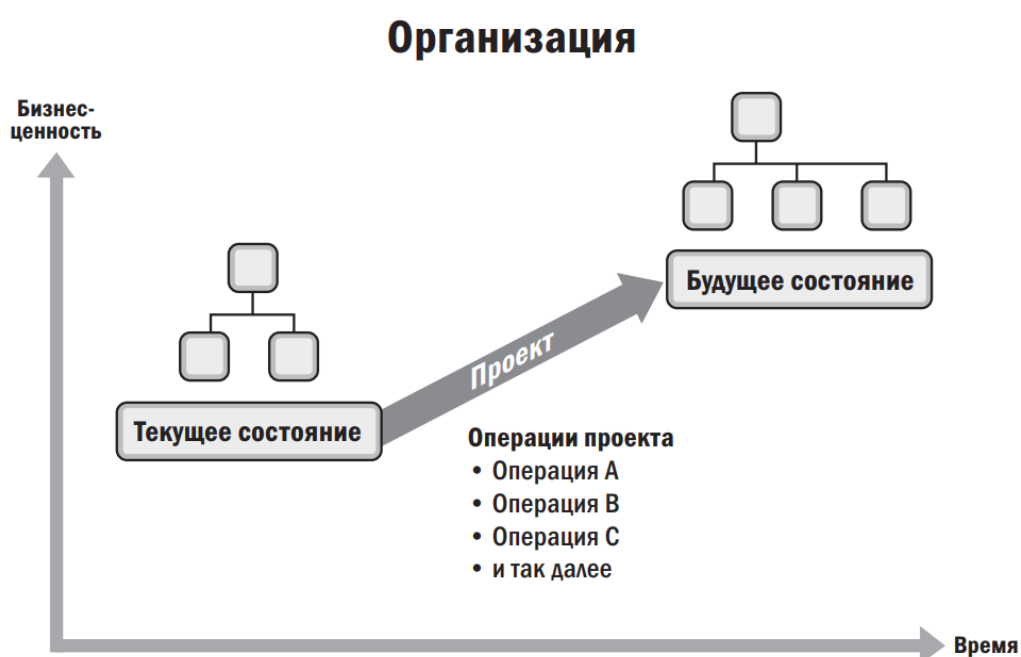 Организация
Бизнес-
ценность
Будущее состояние
Проект
Текущее состояние
Операции проекта
• Операция A
• Операция B
• Операция C
• и так далее
Время